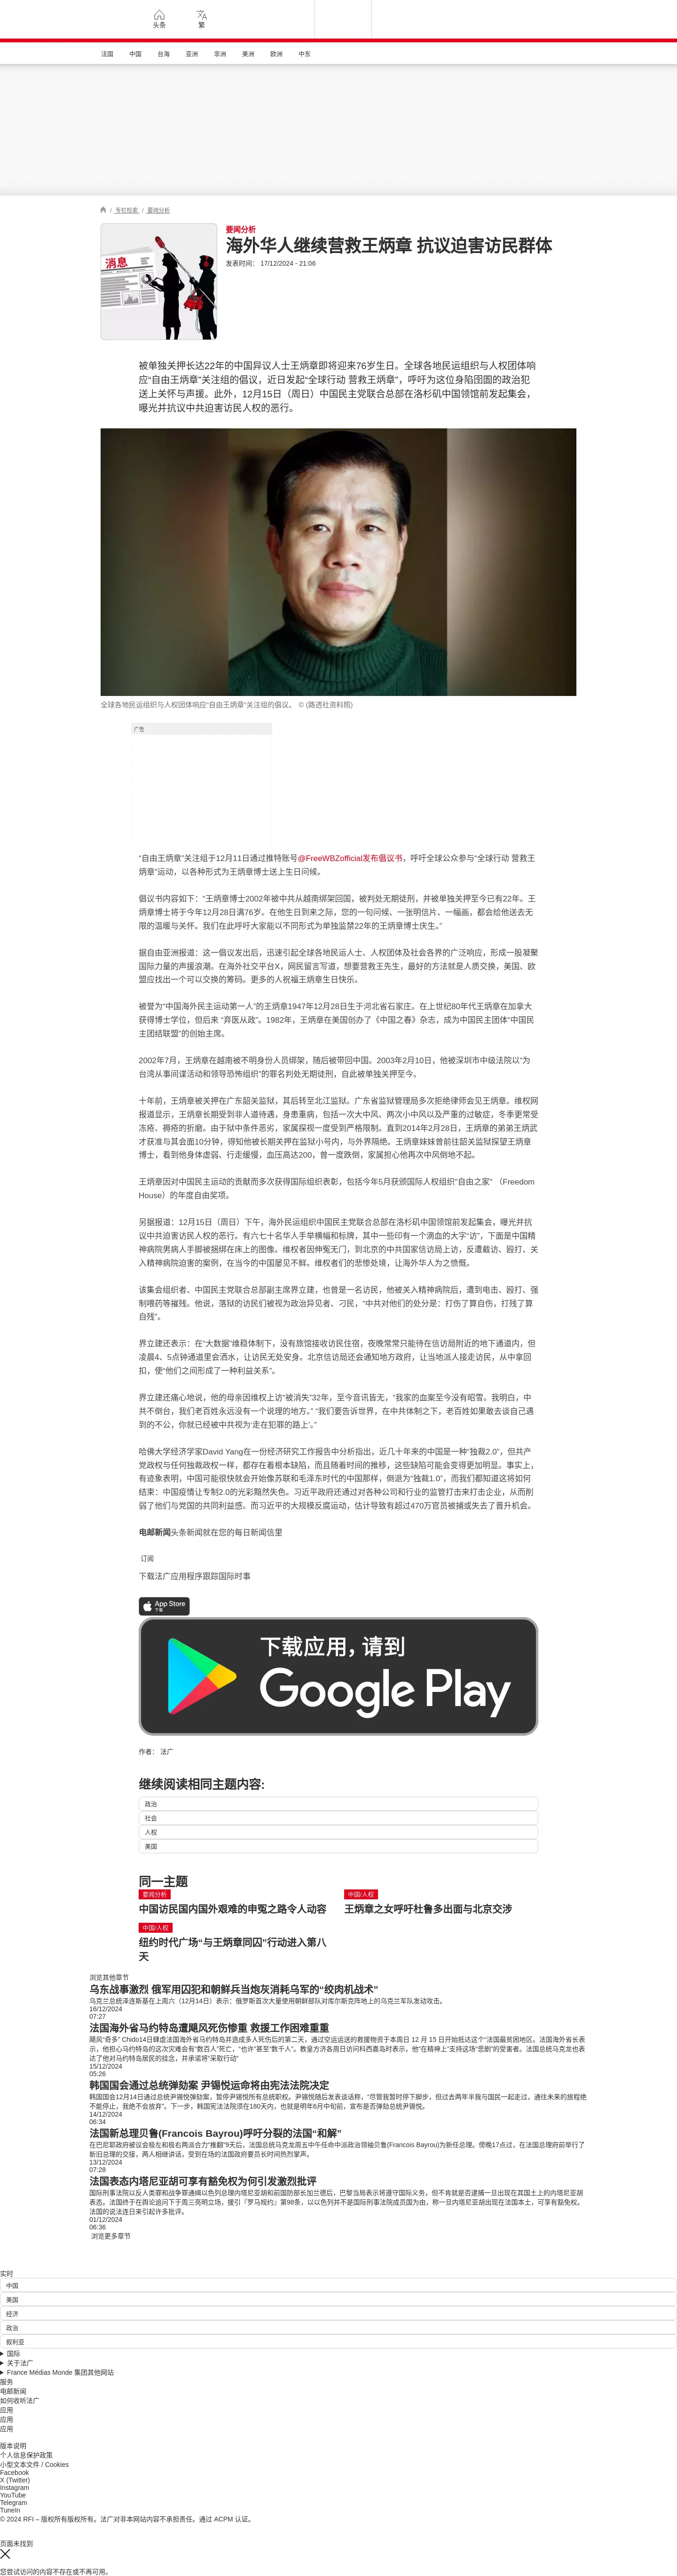 头条
繁
法国
中国
台海
亚洲
非洲
美洲
欧洲
中东
/ 专栏检索 / 要闻分析
消息
要闻分析
海外华人继续营救王炳章 抗议迫害访民群体
发表时间： 17/12/2024 - 21:06
被单独关押长达22年的中国异议人士王炳章即将迎来76岁生日。全球各地民运组织与人权团体响
应“自由王炳章”关注组的倡议，近日发起“全球行动 营救王炳章”，呼吁为这位身陷囹圄的政治犯
送上关怀与声援。此外，12月15日（周日）中国民主党联合总部在洛杉矶中国领馆前发起集会，
曝光并抗议中共迫害访民人权的恶行。
全球各地民运组织与人权团体响应“自由王炳章”关注组的倡议。 © (路透社资料照)
广告
“自由王炳章”关注组于12月11日通过推特账号@FreeWBZofficial发布倡议书，呼吁全球公众参与“全球行动 营救王
炳章”运动，以各种形式为王炳章博士送上生日问候。
倡议书内容如下：“王炳章博士2002年被中共从越南绑架回国，被判处无期徒刑，并被单独关押至今已有22年。王
炳章博士将于今年12月28日满76岁。在他生日到来之际，您的一句问候、一张明信片、一幅画，都会给他送去无
限的温暖与关怀。我们在此呼吁大家能以不同形式为单独监禁22年的王炳章博士庆生。”
据自由亚洲报道：这一倡议发出后，迅速引起全球各地民运人士、人权团体及社会各界的广泛响应，形成一股凝聚
国际力量的声援浪潮。在海外社交平台X，网民留言写道，想要营救王先生，最好的方法就是人质交换，美国、欧
盟应找出一个可以交换的筹码。更多的人祝福王炳章生日快乐。
被誉为“中国海外民主运动第一人”的王炳章1947年12月28日生于河北省石家庄。在上世纪80年代王炳章在加拿大
获得博士学位，但后来 “弃医从政”。1982年，王炳章在美国创办了《中国之春》杂志，成为中国民主团体“中国民
主团结联盟”的创始主席。
2002年7月，王炳章在越南被不明身份人员绑架，随后被带回中国。2003年2月10日，他被深圳市中级法院以“为
台湾从事间谍活动和领导恐怖组织”的罪名判处无期徒刑，自此被单独关押至今。
十年前，王炳章被关押在广东韶关监狱，其后转至北江监狱。广东省监狱管理局多次拒绝律师会见王炳章。维权网
报道显示，王炳章长期受到非人道待遇，身患重病，包括一次大中风、两次小中风以及严重的过敏症，冬季更常受
冻疮、褥疮的折磨。由于狱中条件恶劣，家属探视一度受到严格限制。直到2014年2月28日，王炳章的弟弟王炳武
才获准与其会面10分钟，得知他被长期关押在监狱小号内，与外界隔绝。王炳章妹妹曾前往韶关监狱探望王炳章
博士，看到他身体虚弱、行走缓慢，血压高达200，曾一度跌倒，家属担心他再次中风倒地不起。
王炳章因对中国民主运动的贡献而多次获得国际组织表彰，包括今年5月获颁国际人权组织"自由之家" （Freedom
House）的年度自由奖项。
另据报道：12月15日（周日）下午，海外民运组织中国民主党联合总部在洛杉矶中国领馆前发起集会，曝光并抗
议中共迫害访民人权的恶行。有六七十名华人手举横幅和标牌，其中一些印有一个滴血的大字“访”，下面是中国精
神病院男病人手脚被捆绑在床上的图像。维权者因伸冤无门，到北京的中共国家信访局上访，反遭截访、殴打、关
入精神病院迫害的案例，在当今的中国屡见不鲜。维权者们的悲惨处境，让海外华人为之愤慨。
该集会组织者、中国民主党联合总部副主席界立建，也曾是一名访民，他被关入精神病院后，遭到电击、殴打、强
制喂药等摧残。他说，落狱的访民们被视为政治异见者、刁民，“中共对他们的处分是：打伤了算自伤，打残了算
自残”。
界立建还表示：在“大数据”维稳体制下，没有旅馆接收访民住宿，夜晚常常只能待在信访局附近的地下通道内，但
凌晨4、5点钟通道里会洒水，让访民无处安身。北京信访局还会通知地方政府，让当地派人接走访民，从中拿回
扣，使“他们之间形成了一种利益关系”。
界立建还痛心地说，他的母亲因维权上访“被消失”32年，至今音讯皆无，“我家的血案至今没有昭雪。我明白，中
共不倒台，我们老百姓永远没有一个说理的地方。” “我们要告诉世界，在中共体制之下，老百姓如果敢去谈自己遇
到的不公，你就已经被中共视为‘走在犯罪的路上’。”
哈佛大学经济学家David Yang在一份经济研究工作报告中分析指出，近几十年来的中国是一种“独裁2.0”，但共产
党政权与任何独裁政权一样，都存在着根本缺陷，而且随着时间的推移，这些缺陷可能会变得更加明显。事实上，
有迹象表明，中国可能很快就会开始像苏联和毛泽东时代的中国那样，倒退为“独裁1.0”，而我们都知道这将如何
结束：中国疫情让专制2.0的光彩黯然失色。习近平政府还通过对各种公司和行业的监管打击来打击企业，从而削
弱了他们与党国的共同利益感。而习近平的大规模反腐运动，估计导致有超过470万官员被捕或失去了晋升机会。
电邮新闻头条新闻就在您的每日新闻信里
订阅
下载法广应用程序跟踪国际时事
App Store
下载
下载应用，请到
Google Play
作者： 法广
继续阅读相同主题内容:
政治
社会
人权
美国
同一主题
要闻分析
中国访民国内国外艰难的申冤之路令人动容
中国/人权
王炳章之女呼吁杜鲁多出面与北京交涉
中国/人权
纽约时代广场“与王炳章同囚”行动进入第八
天
浏览其他章节
乌东战事激烈 俄军用囚犯和朝鲜兵当炮灰消耗乌军的“绞肉机战术”
乌克兰总统泽连斯基在上周六（12月14日）表示：俄罗斯首次大量使用朝鲜部队对库尔斯克阵地上的乌克兰军队发动攻击。
16/12/2024
07:27
法国海外省马约特岛遭飓风死伤惨重 救援工作困难重重
飓风“奇多” Chido14日肆虐法国海外省马约特岛并造成多人死伤后的第二天，通过空运运送的救援物资于本周日 12 月 15 日开始抵达这个“法国最贫困地区。法国海外省长表
示，他担心马约特岛的这次灾难会有“数百人”死亡，“也许”甚至“数千人”。教皇方济各周日访问科西嘉岛时表示，他“在精神上”支持这场“悲剧”的受害者。法国总统马克龙也表
达了他对马约特岛居民的挂念，并承诺将“采取行动”
15/12/2024
05:26
韩国国会通过总统弹劾案 尹锡悦运命将由宪法法院决定
韩国国会12月14日通过总统尹锡悦弹劾案，暂停尹锡悦所有总统职权。尹锡悦随后发表谈话称，“尽管我暂时停下脚步，但过去两年半我与国民一起走过，通往未来的旅程绝
不能停止，我绝不会放弃”。下一步，韩国宪法法院须在180天内，也就是明年6月中旬前，宣布是否弹劾总统尹锡悦。
14/12/2024
06:34
法国新总理贝鲁(Francois Bayrou)呼吁分裂的法国“和解”
在巴尼耶政府被议会极左和极右两派合力“推翻”9天后，法国总统马克龙周五中午任命中派政治领袖贝鲁(Francois Bayrou)为新任总理。傍晚17点过，在法国总理府前举行了
新旧总理的交接，两人相继讲话，受到在场的法国政府要员长时间热烈掌声。
13/12/2024
07:28
法国表态内塔尼亚胡可享有豁免权为何引发激烈批评
国际刑事法院以反人类罪和战争罪通缉以色列总理内塔尼亚胡和前国防部长加兰德后，巴黎当局表示将遵守国际义务，但不肯就是否逮捕一旦出现在其国土上的内塔尼亚胡
表态。法国终于在舆论追问下于周三亮明立场，援引『罗马规约』第98条，以以色列并不是国际刑事法院成员国为由，称一旦内塔尼亚胡出现在法国本土，可享有豁免权。
法国的说法连日来引起许多批评。
01/12/2024
06:36
浏览更多章节
实时
中国
美国
经济
政治
叙利亚
国际
关于法广
France Médias Monde 集团其他网站
服务
电邮新闻
如何收听法广
应用
应用
应用
版本说明
个人信息保护政策
小型文本文件 / Cookies
Facebook
X (Twitter)
Instagram
YouTube
Telegram
TuneIn
© 2024 RFI – 版权所有版权所有。法广对非本网站内容不承担责任。通过 ACPM 认证。
页面未找到
您尝试访问的内容不存在或不再可用。